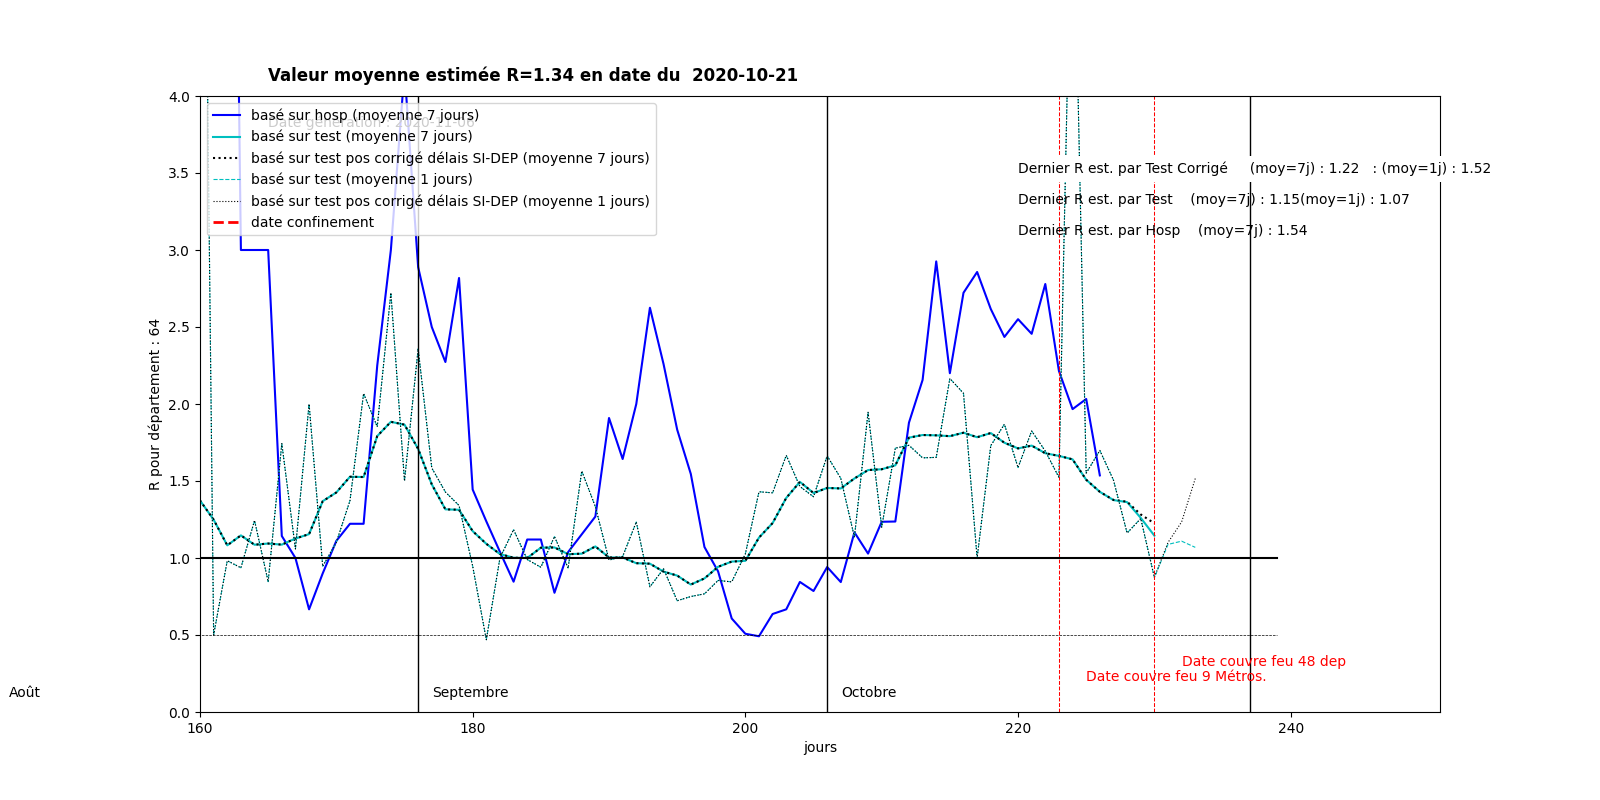 Valeur moyenne estimée R=1.34 en date du  2020-10-21
Date génération : 2020-11-06
basé sur hosp (moyenne 7 jours)
basé sur test (moyenne 7 jours)
basé sur test pos corrigé délais SI-DEP (moyenne 7 jours)
basé sur test (moyenne 1 jours)
basé sur test pos corrigé délais SI-DEP (moyenne 1 jours)
date confinement
Dernier R est. par Test Corrigé     (moy=7j) : 1.22   : (moy=1j) : 1.52
Dernier R est. par Test    (moy=7j) : 1.15(moy=1j) : 1.07
Dernier R est. par Hosp    (moy=7j) : 1.54
4.0
3.5
3.0
2.5
2.0
1.5
1.0
0.5
0.0
R pour département : 64
Date couvre feu 48 dep
Date couvre feu 9 Métros.
Août
Septembre
Octobre
160
180
200
220
240
jours